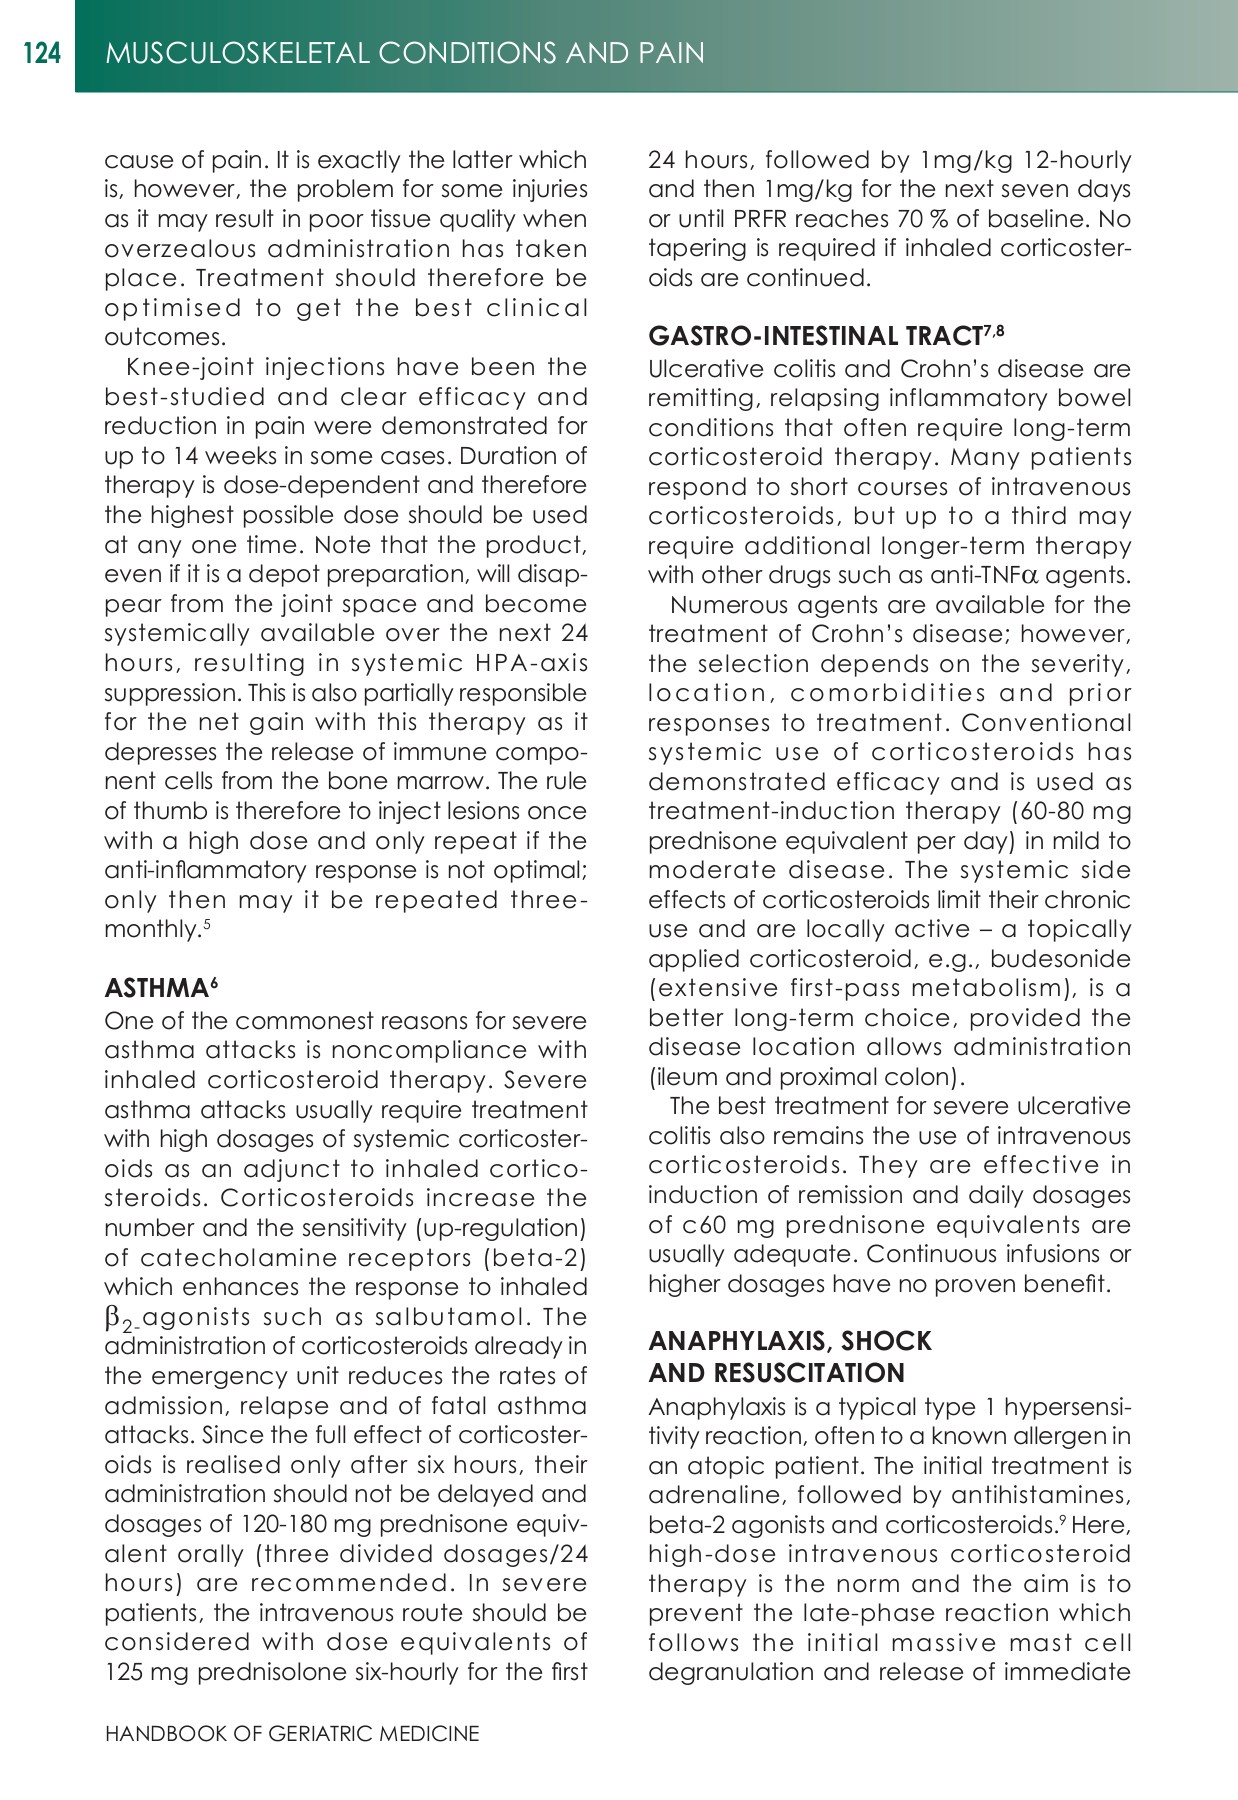 124
MUSCULOSKELETAL CONDITIONS AND PAIN
cause of pain. It is exactly the latter which
is, however, the problem for some injuries
as it may result in poor tissue quality when
overzealous administration has taken
place. Treatment should therefore be
optimised to get the best clinical
outcomes.
Knee-joint injections have been the
best-studied and clear efficacy and
reduction in pain were demonstrated for
up to 14 weeks in some cases. Duration of
therapy is dose-dependent and therefore
the highest possible dose should be used
at any one time. Note that the product,
even if it is a depot preparation, will disap-
pear from the joint space and become
systemically available over the next 24
hours, resulting in systemic HPA-axis
suppression. This is also partially responsible
for the net gain with this therapy as it
depresses the release of immune compo-
nent cells from the bone marrow. The rule
of thumb is therefore to inject lesions once
with a high dose and only repeat if the
anti-inflammatory response is not optimal;
only then may it be repeated three-
monthly.⁵
ASTHMA⁶
One of the commonest reasons for severe
asthma attacks is noncompliance with
inhaled corticosteroid therapy. Severe
asthma attacks usually require treatment
with high dosages of systemic corticoster-
oids as an adjunct to inhaled cortico-
steroids. Corticosteroids increase the
number and the sensitivity (up-regulation)
of catecholamine receptors (beta-2)
which enhances the response to inhaled
β₂₋agonists such as salbutamol. The
administration of corticosteroids already in
the emergency unit reduces the rates of
admission, relapse and of fatal asthma
attacks. Since the full effect of corticoster-
oids is realised only after six hours, their
administration should not be delayed and
dosages of 120-180 mg prednisone equiv-
alent orally (three divided dosages/24
hours) are recommended. In severe
patients, the intravenous route should be
considered with dose equivalents of
125 mg prednisolone six-hourly for the first
24 hours, followed by 1mg/kg 12-hourly
and then 1mg/kg for the next seven days
or until PRFR reaches 70 % of baseline. No
tapering is required if inhaled corticoster-
oids are continued.
GASTRO-INTESTINAL TRACT⁷,⁸
Ulcerative colitis and Crohn's disease are
remitting, relapsing inflammatory bowel
conditions that often require long-term
corticosteroid therapy. Many patients
respond to short courses of intravenous
corticosteroids, but up to a third may
require additional longer-term therapy
with other drugs such as anti-TNFα agents.
Numerous agents are available for the
treatment of Crohn's disease; however,
the selection depends on the severity,
location, comorbidities and prior
responses to treatment. Conventional
systemic use of corticosteroids has
demonstrated efficacy and is used as
treatment-induction therapy (60-80 mg
prednisone equivalent per day) in mild to
moderate disease. The systemic side
effects of corticosteroids limit their chronic
use and are locally active – a topically
applied corticosteroid, e.g., budesonide
(extensive first-pass metabolism), is a
better long-term choice, provided the
disease location allows administration
(ileum and proximal colon).
The best treatment for severe ulcerative
colitis also remains the use of intravenous
corticosteroids. They are effective in
induction of remission and daily dosages
of c60 mg prednisone equivalents are
usually adequate. Continuous infusions or
higher dosages have no proven benefit.
ANAPHYLAXIS, SHOCK
AND RESUSCITATION
Anaphylaxis is a typical type 1 hypersensi-
tivity reaction, often to a known allergen in
an atopic patient. The initial treatment is
adrenaline, followed by antihistamines,
beta-2 agonists and corticosteroids.⁹ Here,
high-dose intravenous corticosteroid
therapy is the norm and the aim is to
prevent the late-phase reaction which
follows the initial massive mast cell
degranulation and release of immediate
HANDBOOK OF GERIATRIC MEDICINE